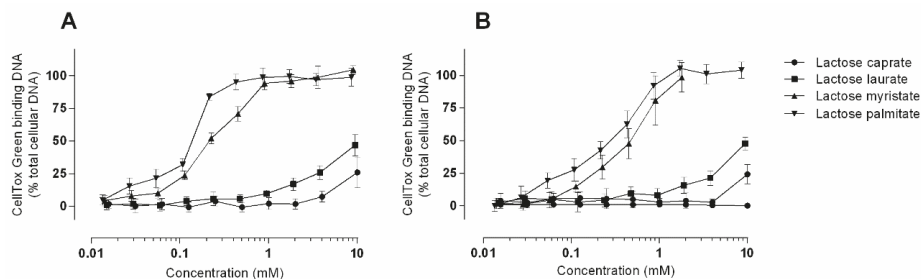 A
CellTox Green binding DNA
(% total cellular DNA)
100
75
50
25
0
0.01
0.1
1
10
Concentration (mM)
B
CellTox Green binding DNA
(% total cellular DNA)
100
75
50
25
0
0.01
0.1
1
10
Concentration (mM)
Lactose caprate
Lactose laurate
Lactose myristate
Lactose palmitate